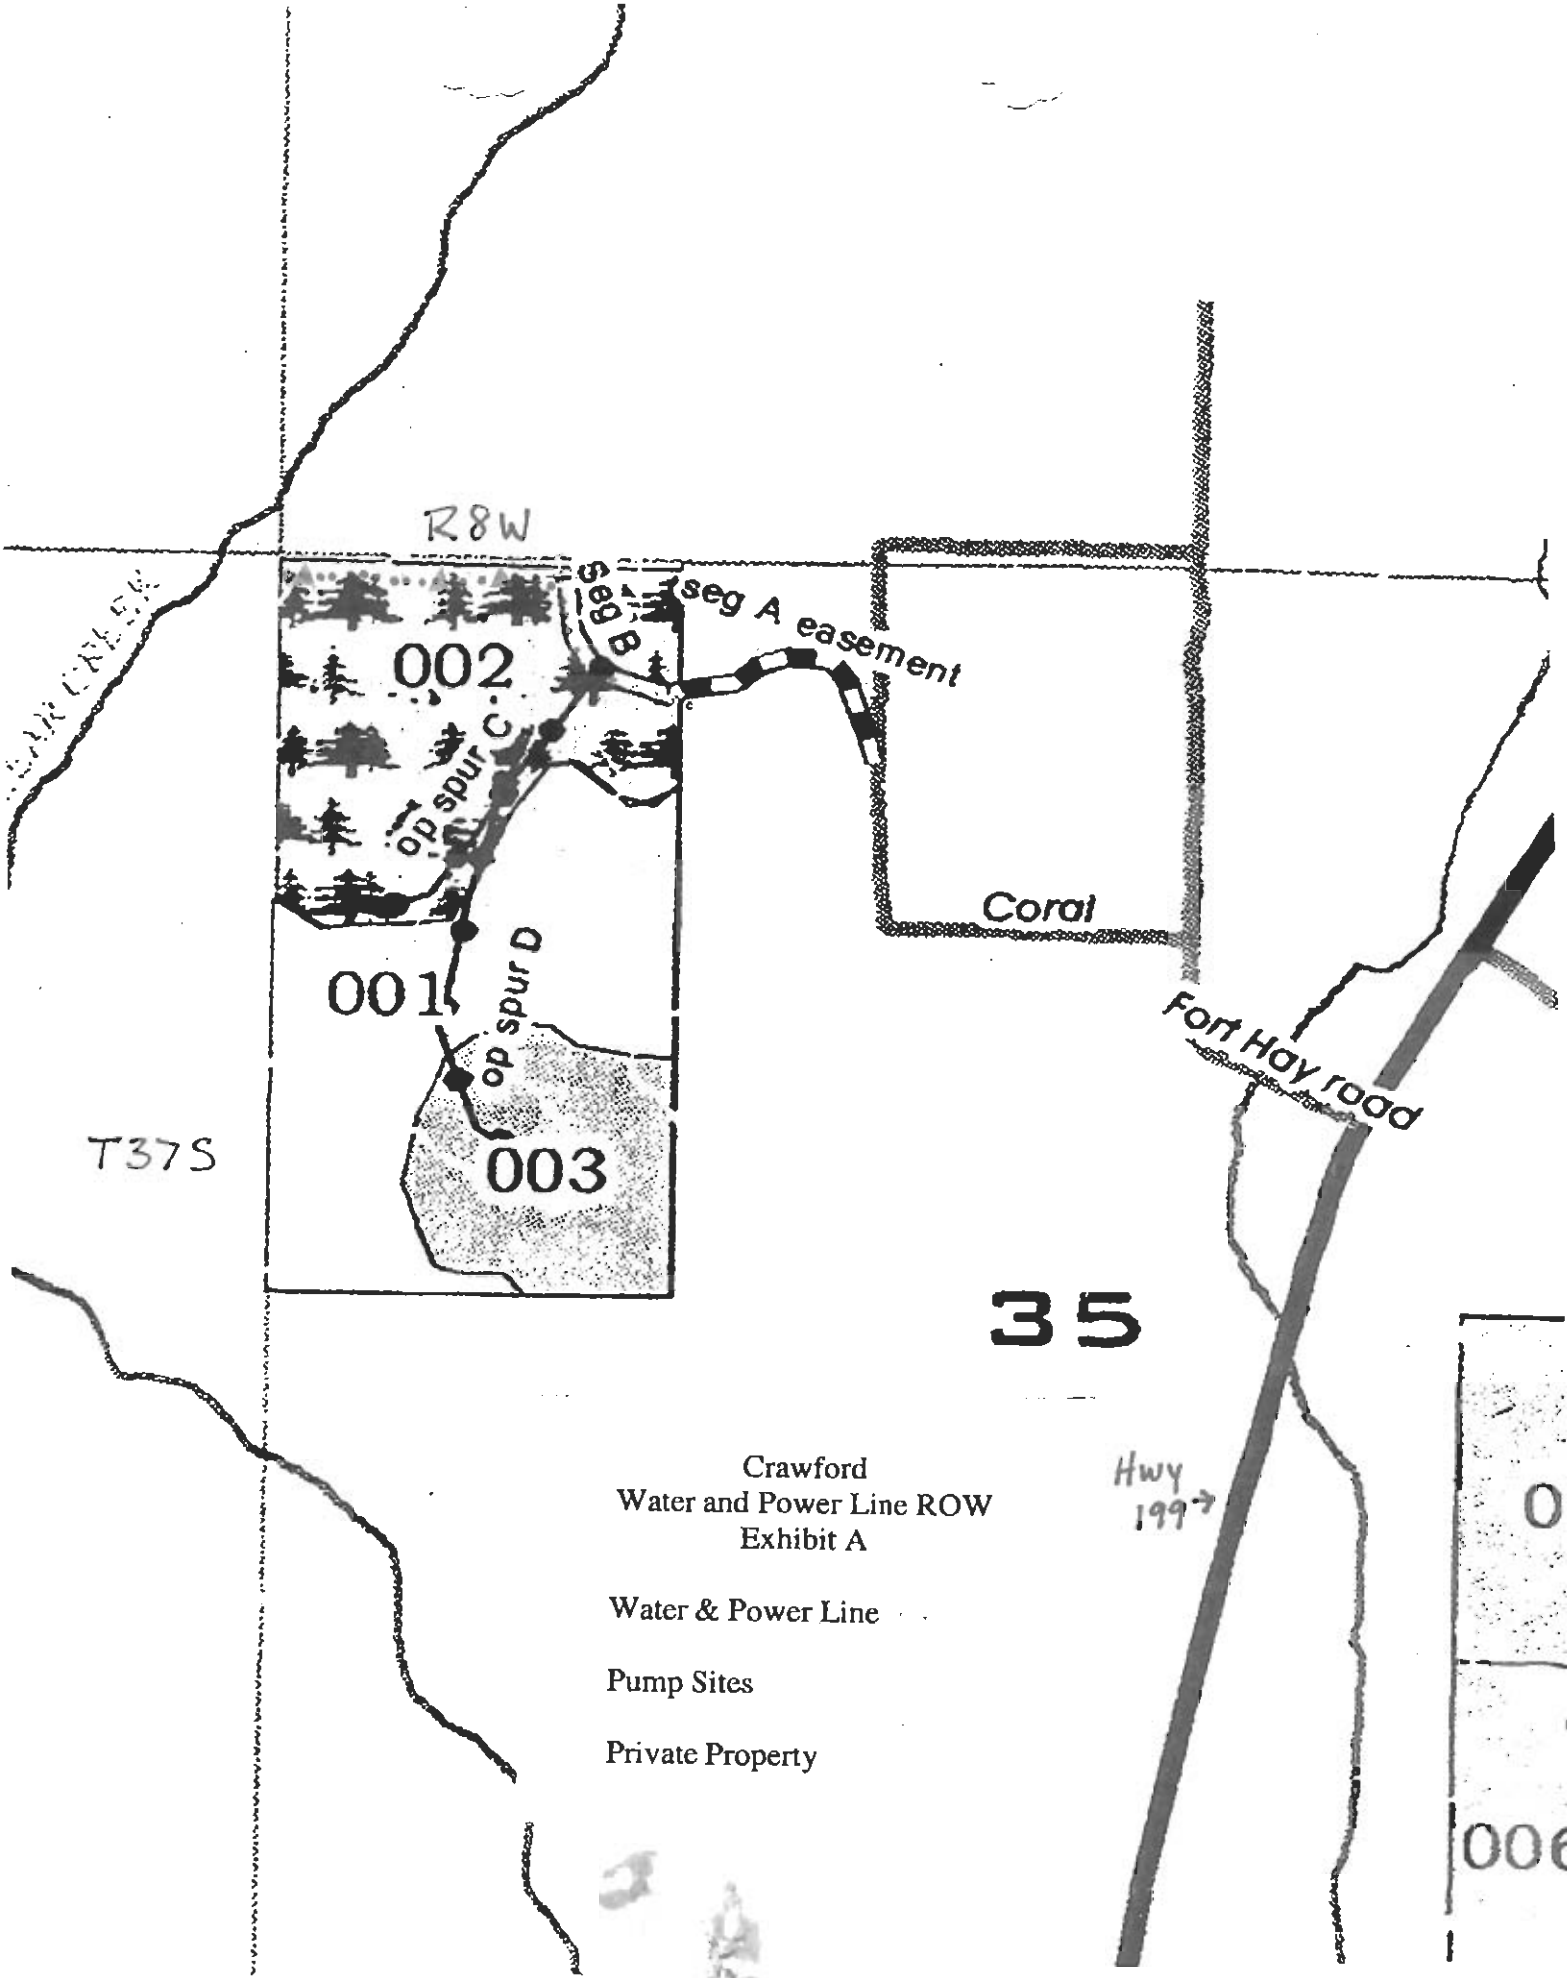 R8W
seg B
seg A easement
002
op spur C
Coral
001
op spur D
Fort Hay road
T37S
003
35
Crawford
Water and Power Line ROW
Exhibit A
Hwy
199→
Water & Power Line
Pump Sites
Private Property
CREEK